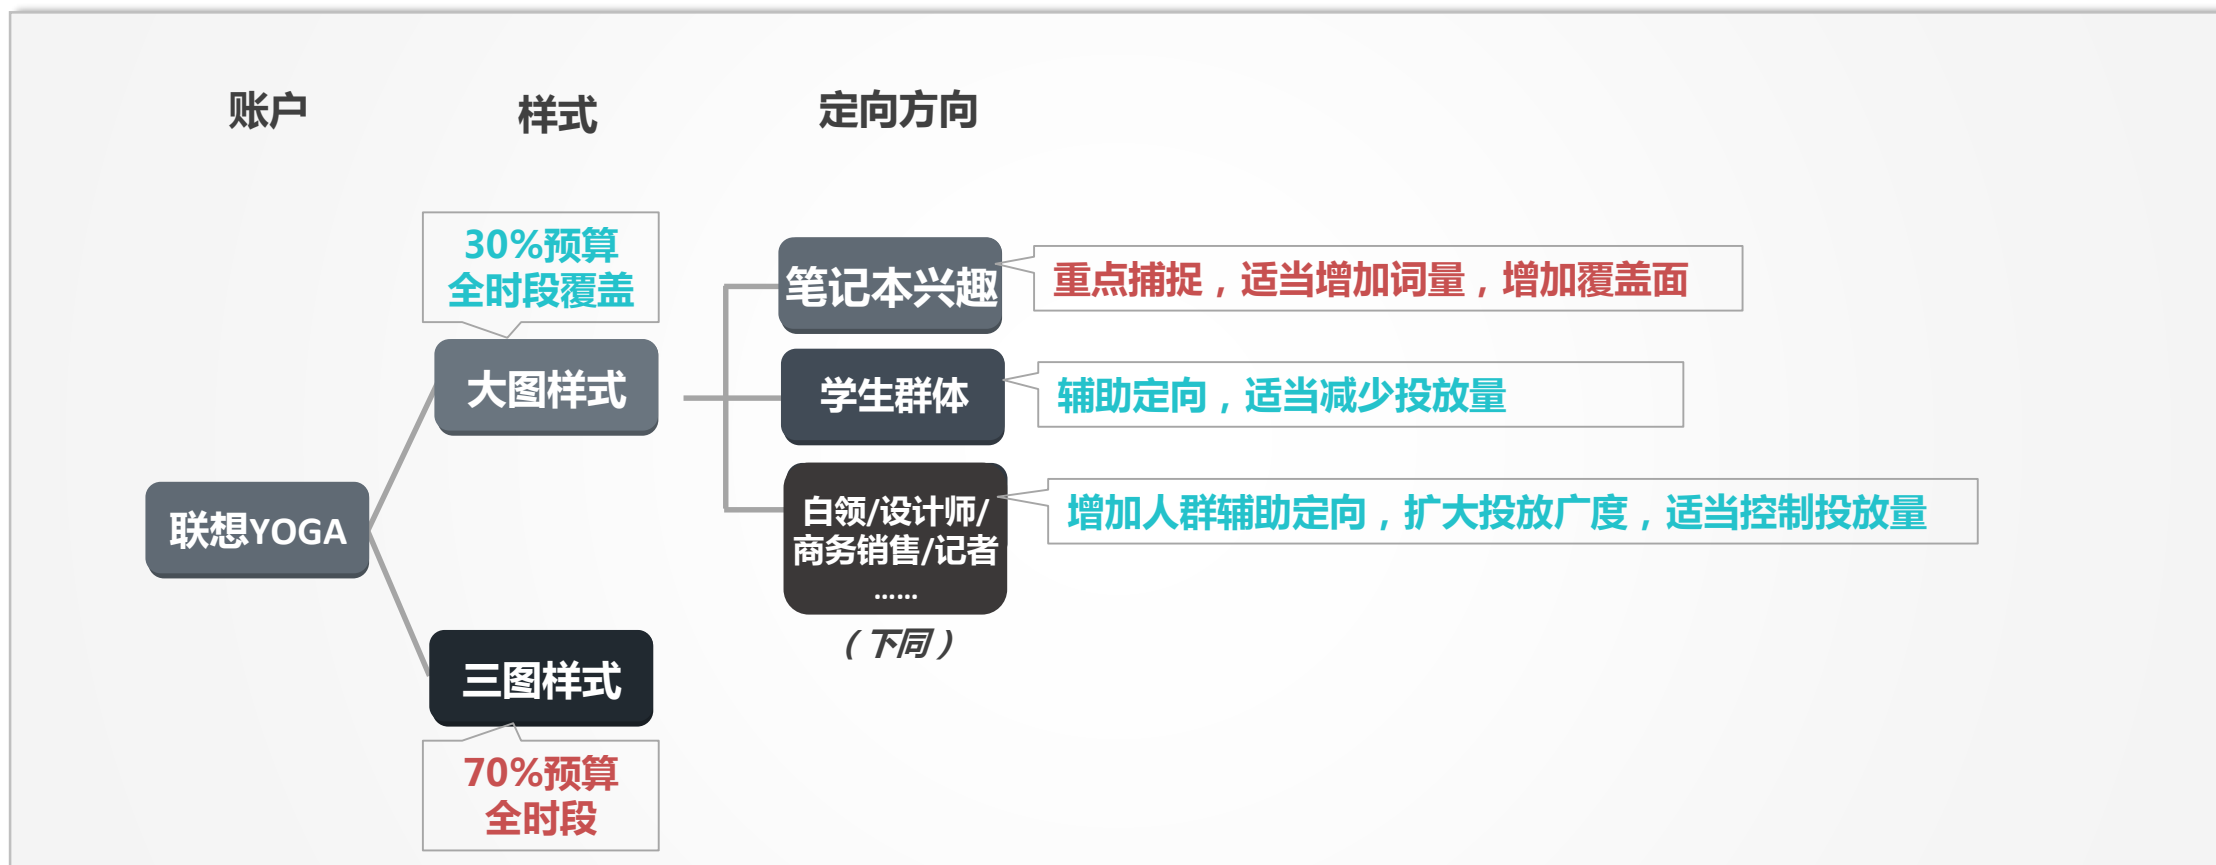 账户
样式
定向方向
30%预算
全时段覆盖
大图样式
联想YOGA
三图样式
70%预算
全时段
笔记本兴趣
重点捕捉，适当增加词量，增加覆盖面
学生群体
辅助定向，适当减少投放量
白领/设计师/
商务销售/记者
……
增加人群辅助定向，扩大投放广度，适当控制投放量
（下同）